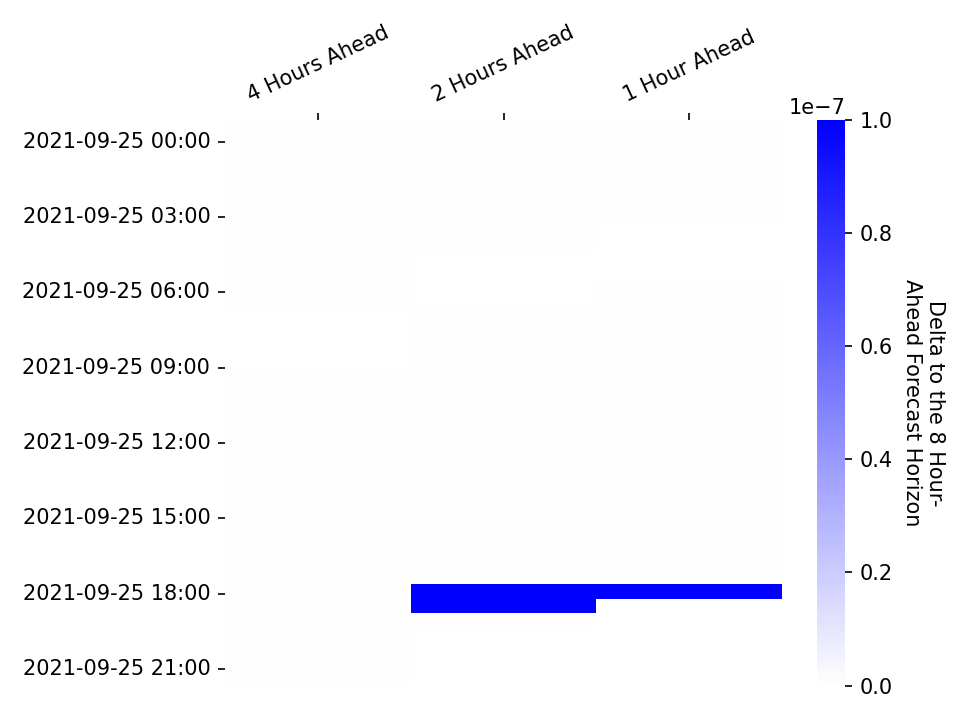 4 Hours Ahead
2 Hours Ahead
1 Hour Ahead
1e−7
2021-09-25 00:00
2021-09-25 03:00
2021-09-25 06:00
2021-09-25 09:00
2021-09-25 12:00
2021-09-25 15:00
2021-09-25 18:00
2021-09-25 21:00
1.0
0.8
0.6
0.4
0.2
0.0
Delta to the 8 Hour-
Ahead Forecast Horizon